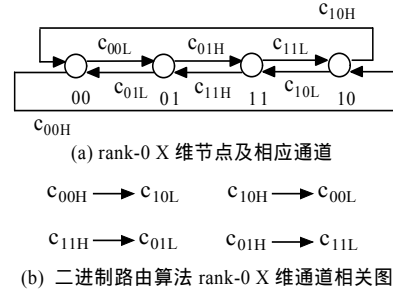 c10H
c00L c01H c11L
c01L c11H c10L
00 01 11 10
c00H
(a) rank-0 X 维节点及相应通道
c00H c10L c10H c00L
c11H c01L c01H c11L
(b) 二进制路由算法 rank-0 X 维通道相关图